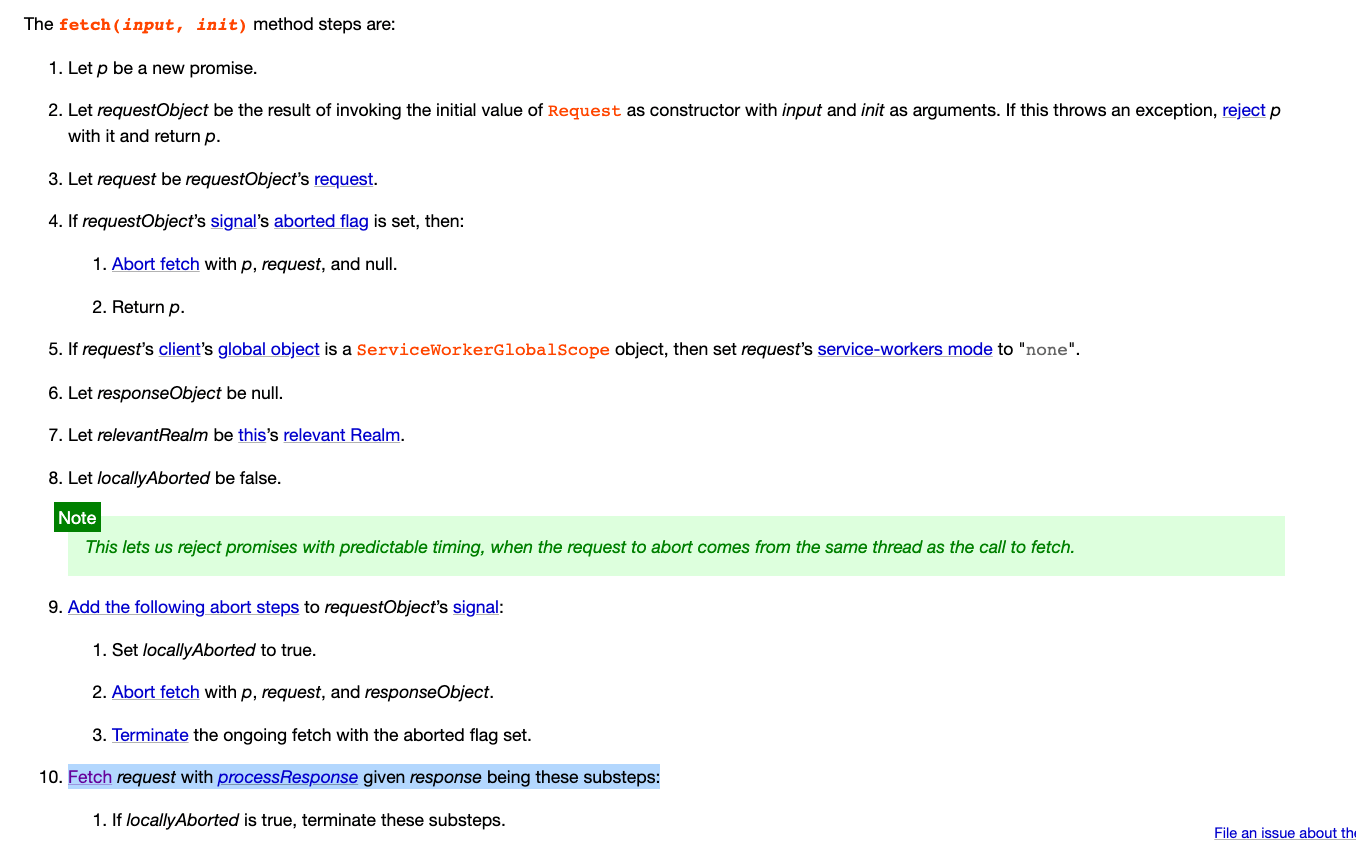 The fetch(input, init) method steps are:
1. Let p be a new promise.
2. Let requestObject be the result of invoking the initial value of Request as constructor with input and init as arguments. If this throws an exception, reject p
with it and return p.
3. Let request be requestObject’s request.
4. If requestObject’s signal’s aborted flag is set, then:
1. Abort fetch with p, request, and null.
2. Return p.
5. If request’s client’s global object is a ServiceWorkerGlobalScope object, then set request’s service-workers mode to "none".
6. Let responseObject be null.
7. Let relevantRealm be this’s relevant Realm.
8. Let locallyAborted be false.
Note
This lets us reject promises with predictable timing, when the request to abort comes from the same thread as the call to fetch.
9. Add the following abort steps to requestObject’s signal:
1. Set locallyAborted to true.
2. Abort fetch with p, request, and responseObject.
3. Terminate the ongoing fetch with the aborted flag set.
10. Fetch request with processResponse given response being these substeps:
1. If locallyAborted is true, terminate these substeps.
File an issue about the